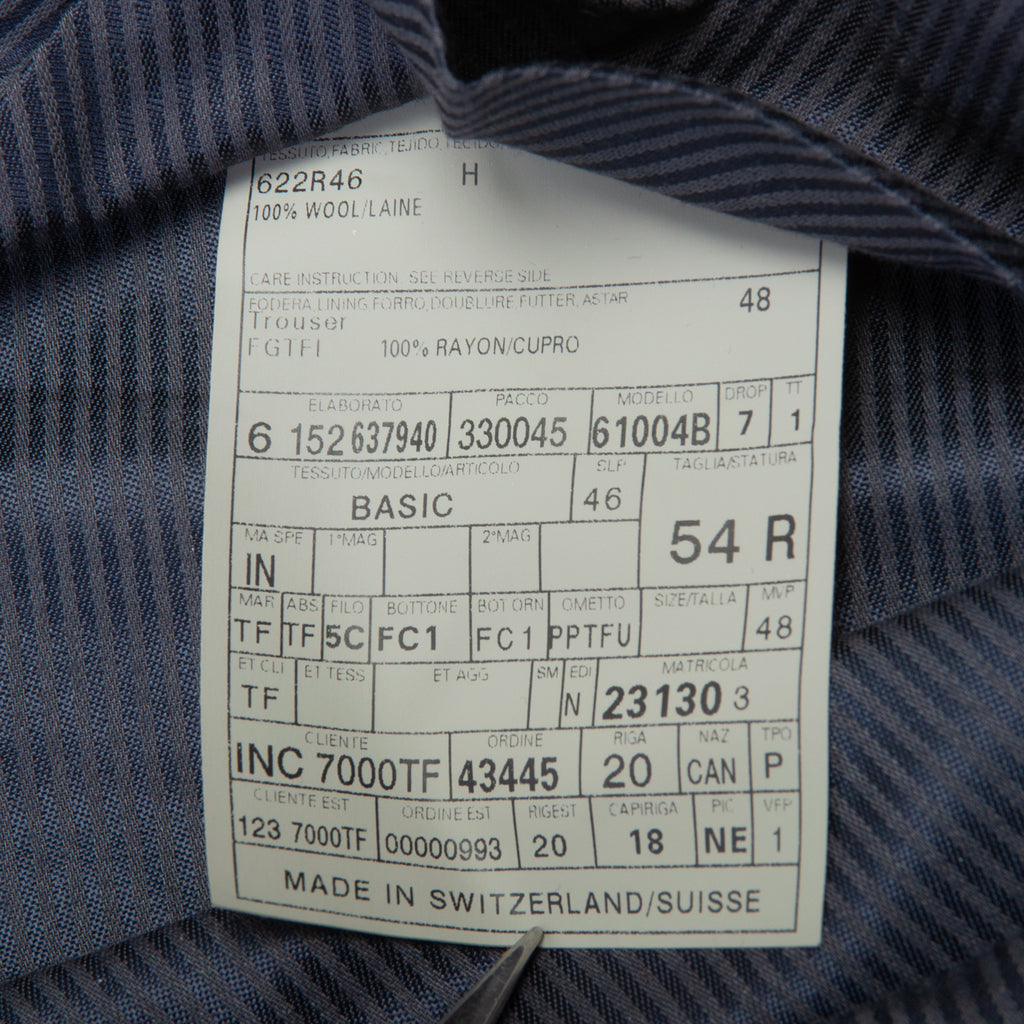 TESSUTO, FABRIC, TEJIDO, TECIDO,
622R46 H
100% WOOL/LAINE
CARE INSTRUCTION SEE REVERSE SIDE
FODERA, LINING, FORRO, DOUBLURE, FUTTER, ASTAR 48
Trouser
FGTFI 100% RAYON/CUPRO
ELABORATO PACCO MODELLO DROP TT
6 152 637940 330045 61004B 7 1
TESSUTO/MODELLO/ARTICOLO SLP TAGLIA/STATURA
BASIC 46 54 R
MA SPE 1°MAG 2°MAG
IN
MAR ABS FILO BOTTONE BOT ORN OMETTO SIZE/TALLA MVP
TF TF 5C FC1 FC1 PPTFU 48
ET CLI ET TESS ET AGG SM EDI MATRICOLA
TF N 23130 3
CLIENTE ORDINE RIGA NAZ TPO
INC 7000TF 43445 20 CAN P
CLIENTE EST ORDINE EST RIGEST CAPIRIGA PIC VFP
123 7000TF 00000993 20 18 NE 1
MADE IN SWITZERLAND/SUISSE